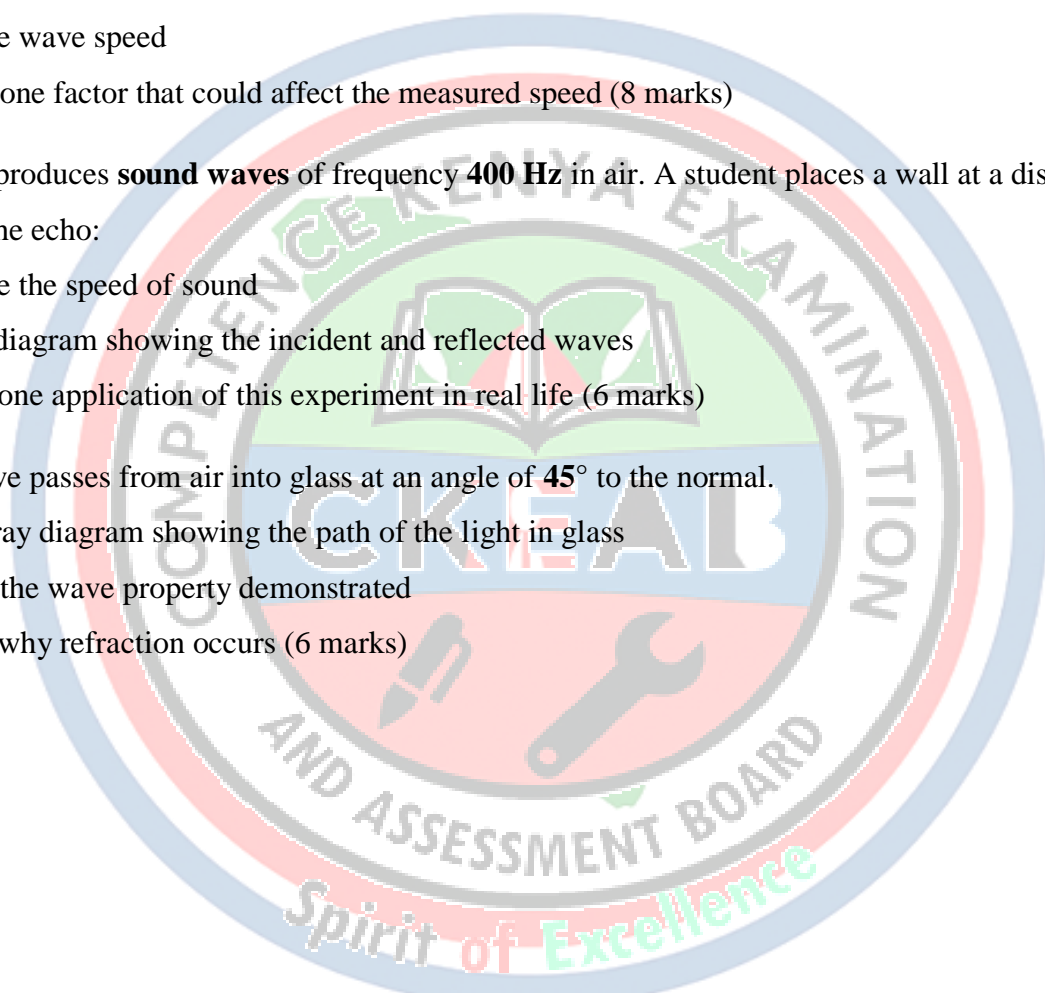 e wave speed
one factor that could affect the measured speed (8 marks)
produces sound waves of frequency 400 Hz in air. A student places a wall at a dis
ne echo:
e the speed of sound
diagram showing the incident and reflected waves
one application of this experiment in real life (6 marks)
ve passes from air into glass at an angle of 45° to the normal.
ray diagram showing the path of the light in glass
the wave property demonstrated
why refraction occurs (6 marks)
COMPETENCE KENYA EXAMINATION
CKEAB
AND ASSESSMENT BOARD
Spirit of Excellence